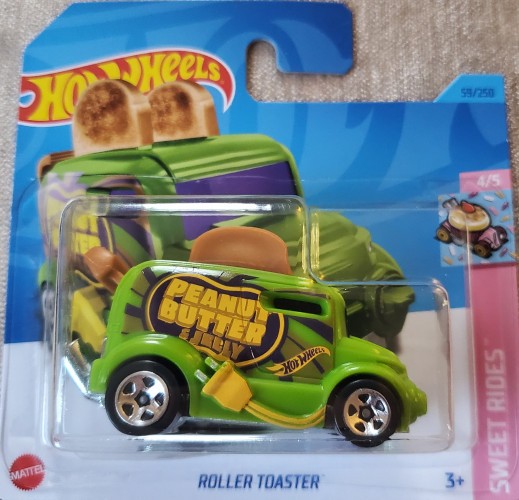 Hot Wheels
59/250
4/5
PEANUT
BUTTER
& JELLY
HOT WHEELS
SWEET RIDES
MATTEL
ROLLER TOASTER
3+